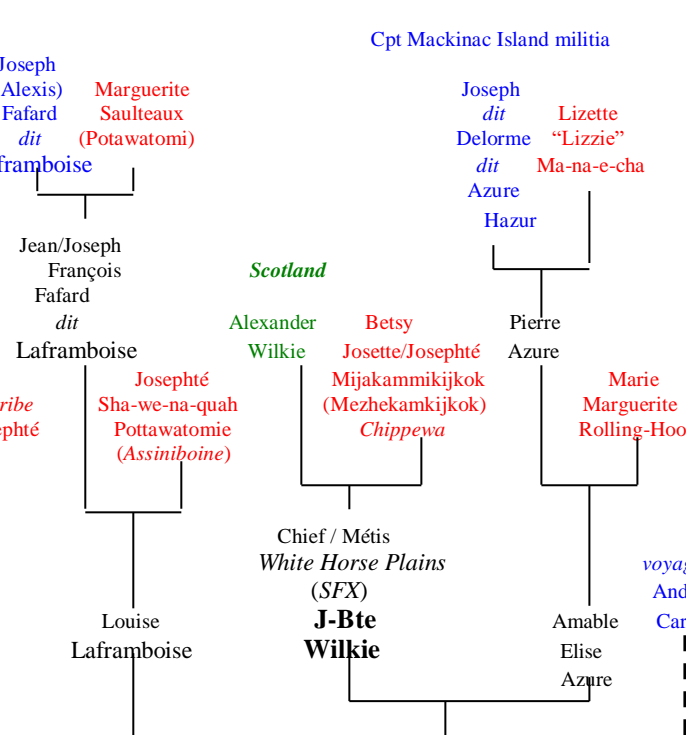 Cpt Mackinac Island militia
Joseph
Alexis)
Fafard
dit
Marguerite
Saulteaux
(Potawatomi)
Joseph
dit
Delorme
dit
Azure
Hazur
Lizette
“Lizzie”
Ma-na-e-cha
Jean/Joseph
François
Fafard
dit
Laframboise
Scotland
Alexander
Wilkie
Betsy
Josette/Josephté
Mijakammikijkok
(Mezhekamkijkok)
Chippewa
Pierre
Azure
Josephté
Sha-we-na-quah
Pottawatomie
(Assiniboine)
Marie
Marguerite
Rolling-Hoo
Chief / Métis
White Horse Plains
(SFX)
J-Bte
Wilkie
Louise
Laframboise
Amable
Elise
Azure